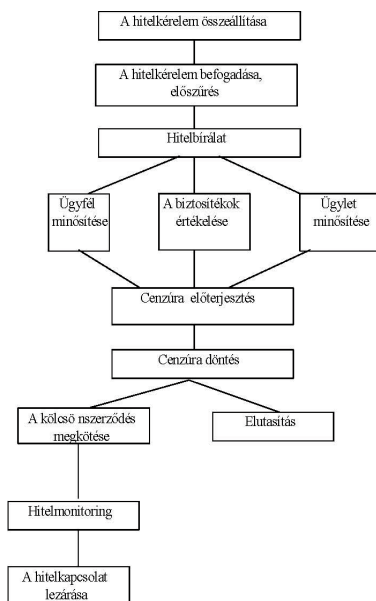 A hitelkérelem összeállítása
A hitelkérelem befogadása,
előszűrés
Hitelbírálat
Ügyfél
minősítése
A biztosítékok
értékelése
Ügylet
minősítése
Cenzúra előterjesztés
Cenzúra döntés
A kölcsö nszerződés
megkötése
Elutasítás
Hitelmonitoring
A hitelkapcsolat
lezárása